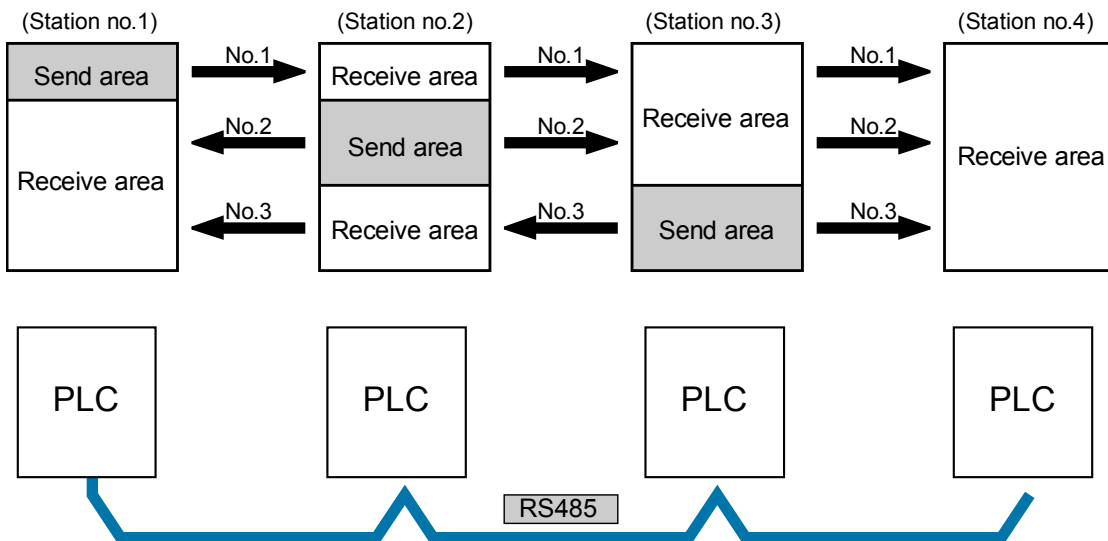 (Station no.1)
(Station no.2)
(Station no.3)
(Station no.4)
Send area
No.1
Receive area
No.1
No.1
Receive area
No.2
Send area
No.2
Receive area
No.2
Receive area
No.3
Receive area
No.3
Send area
No.3
PLC
PLC
PLC
PLC
RS485